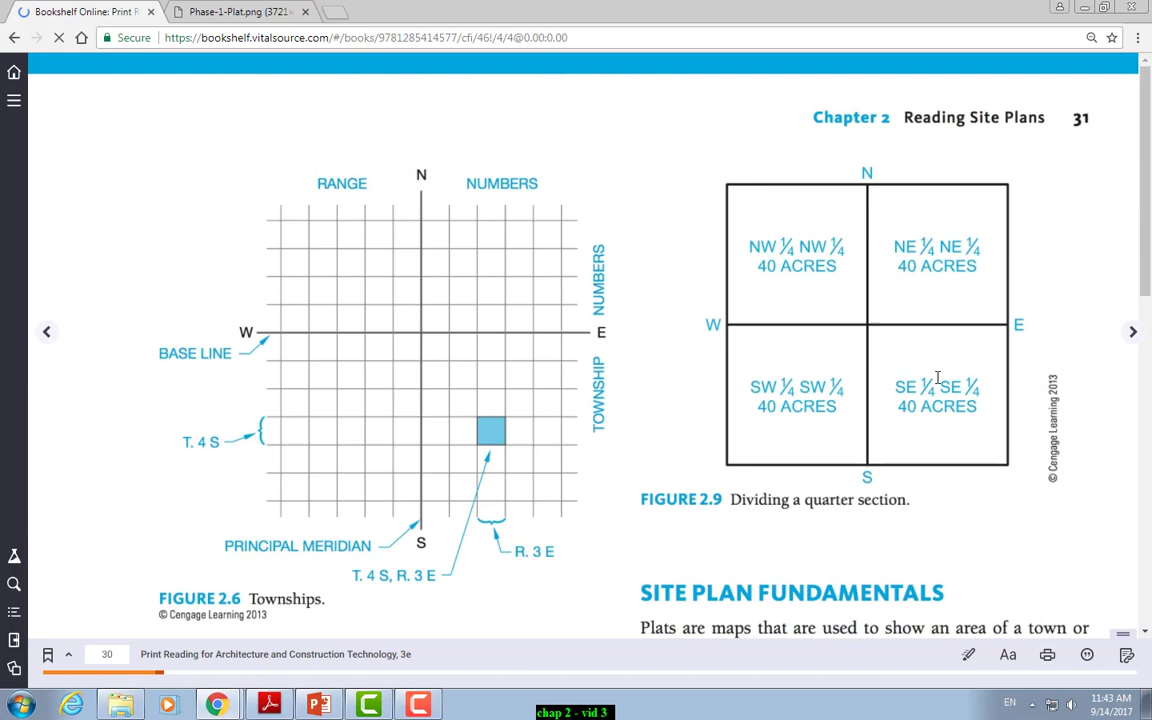 Bookshelf Online: Print R
Phase-1-Plat.png (3721×
Secure
https://bookshelf.vitalsource.com/#/books/9781285414577/cfi/46!/4/4@0.00:0.00
Chapter 2 Reading Site Plans 31
N
RANGE NUMBERS
NUMBERS
TOWNSHIP
W
E
BASE LINE
T. 4 S
PRINCIPAL MERIDIAN
S
R. 3 E
T. 4 S, R. 3 E
FIGURE 2.6 Townships.
© Cengage Learning 2013
N
NW 1/4 NW 1/4
40 ACRES
NE 1/4 NE 1/4
40 ACRES
W
E
SW 1/4 SW 1/4
40 ACRES
SE 1/4 SE 1/4
40 ACRES
S
© Cengage Learning 2013
FIGURE 2.9 Dividing a quarter section.
SITE PLAN FUNDAMENTALS
Plats are maps that are used to show an area of a town or
30
Print Reading for Architecture and Construction Technology, 3e
Aa
EN
11:43 AM
9/14/2017
chap 2 - vid 3